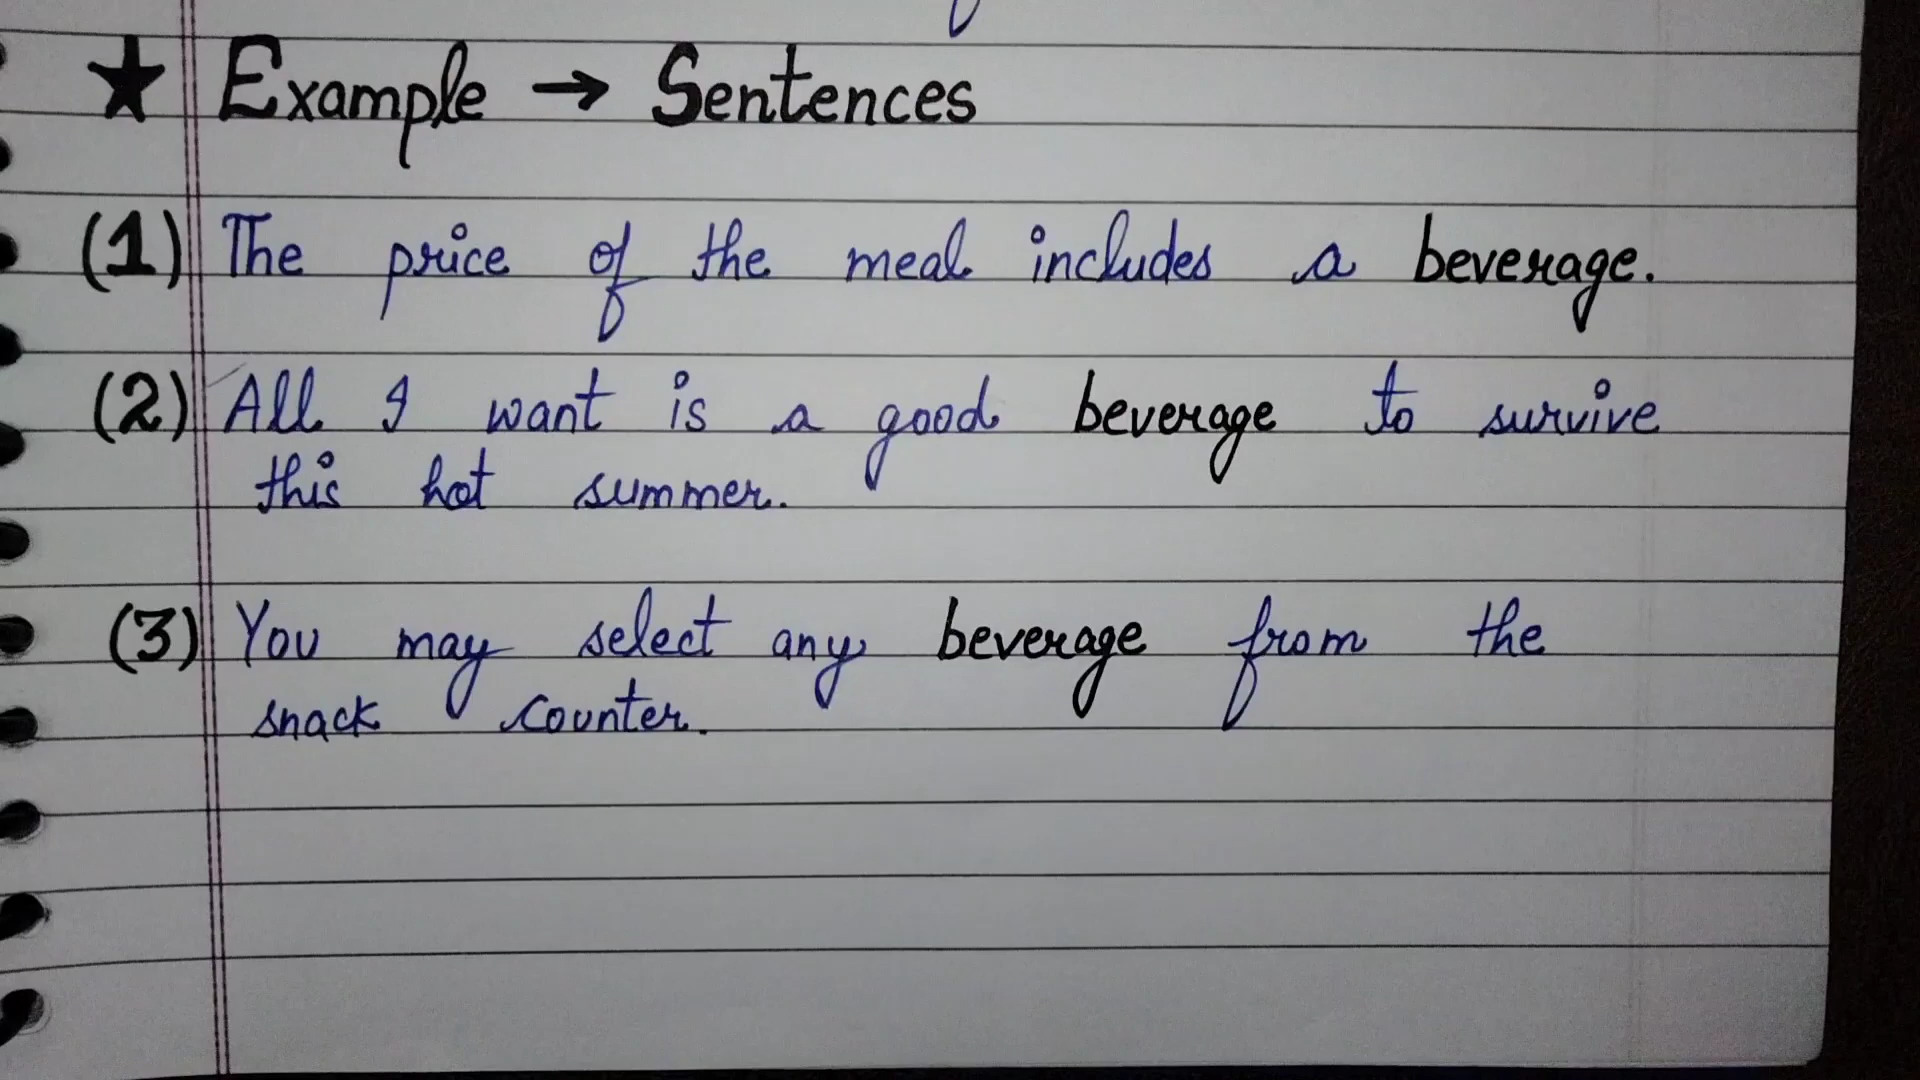 ★ Example → Sentences
(1) The price of the meal includes a beverage.
(2) All I want is a good beverage to survive
this hot summer.
(3) You may select any beverage from the
snack counter.